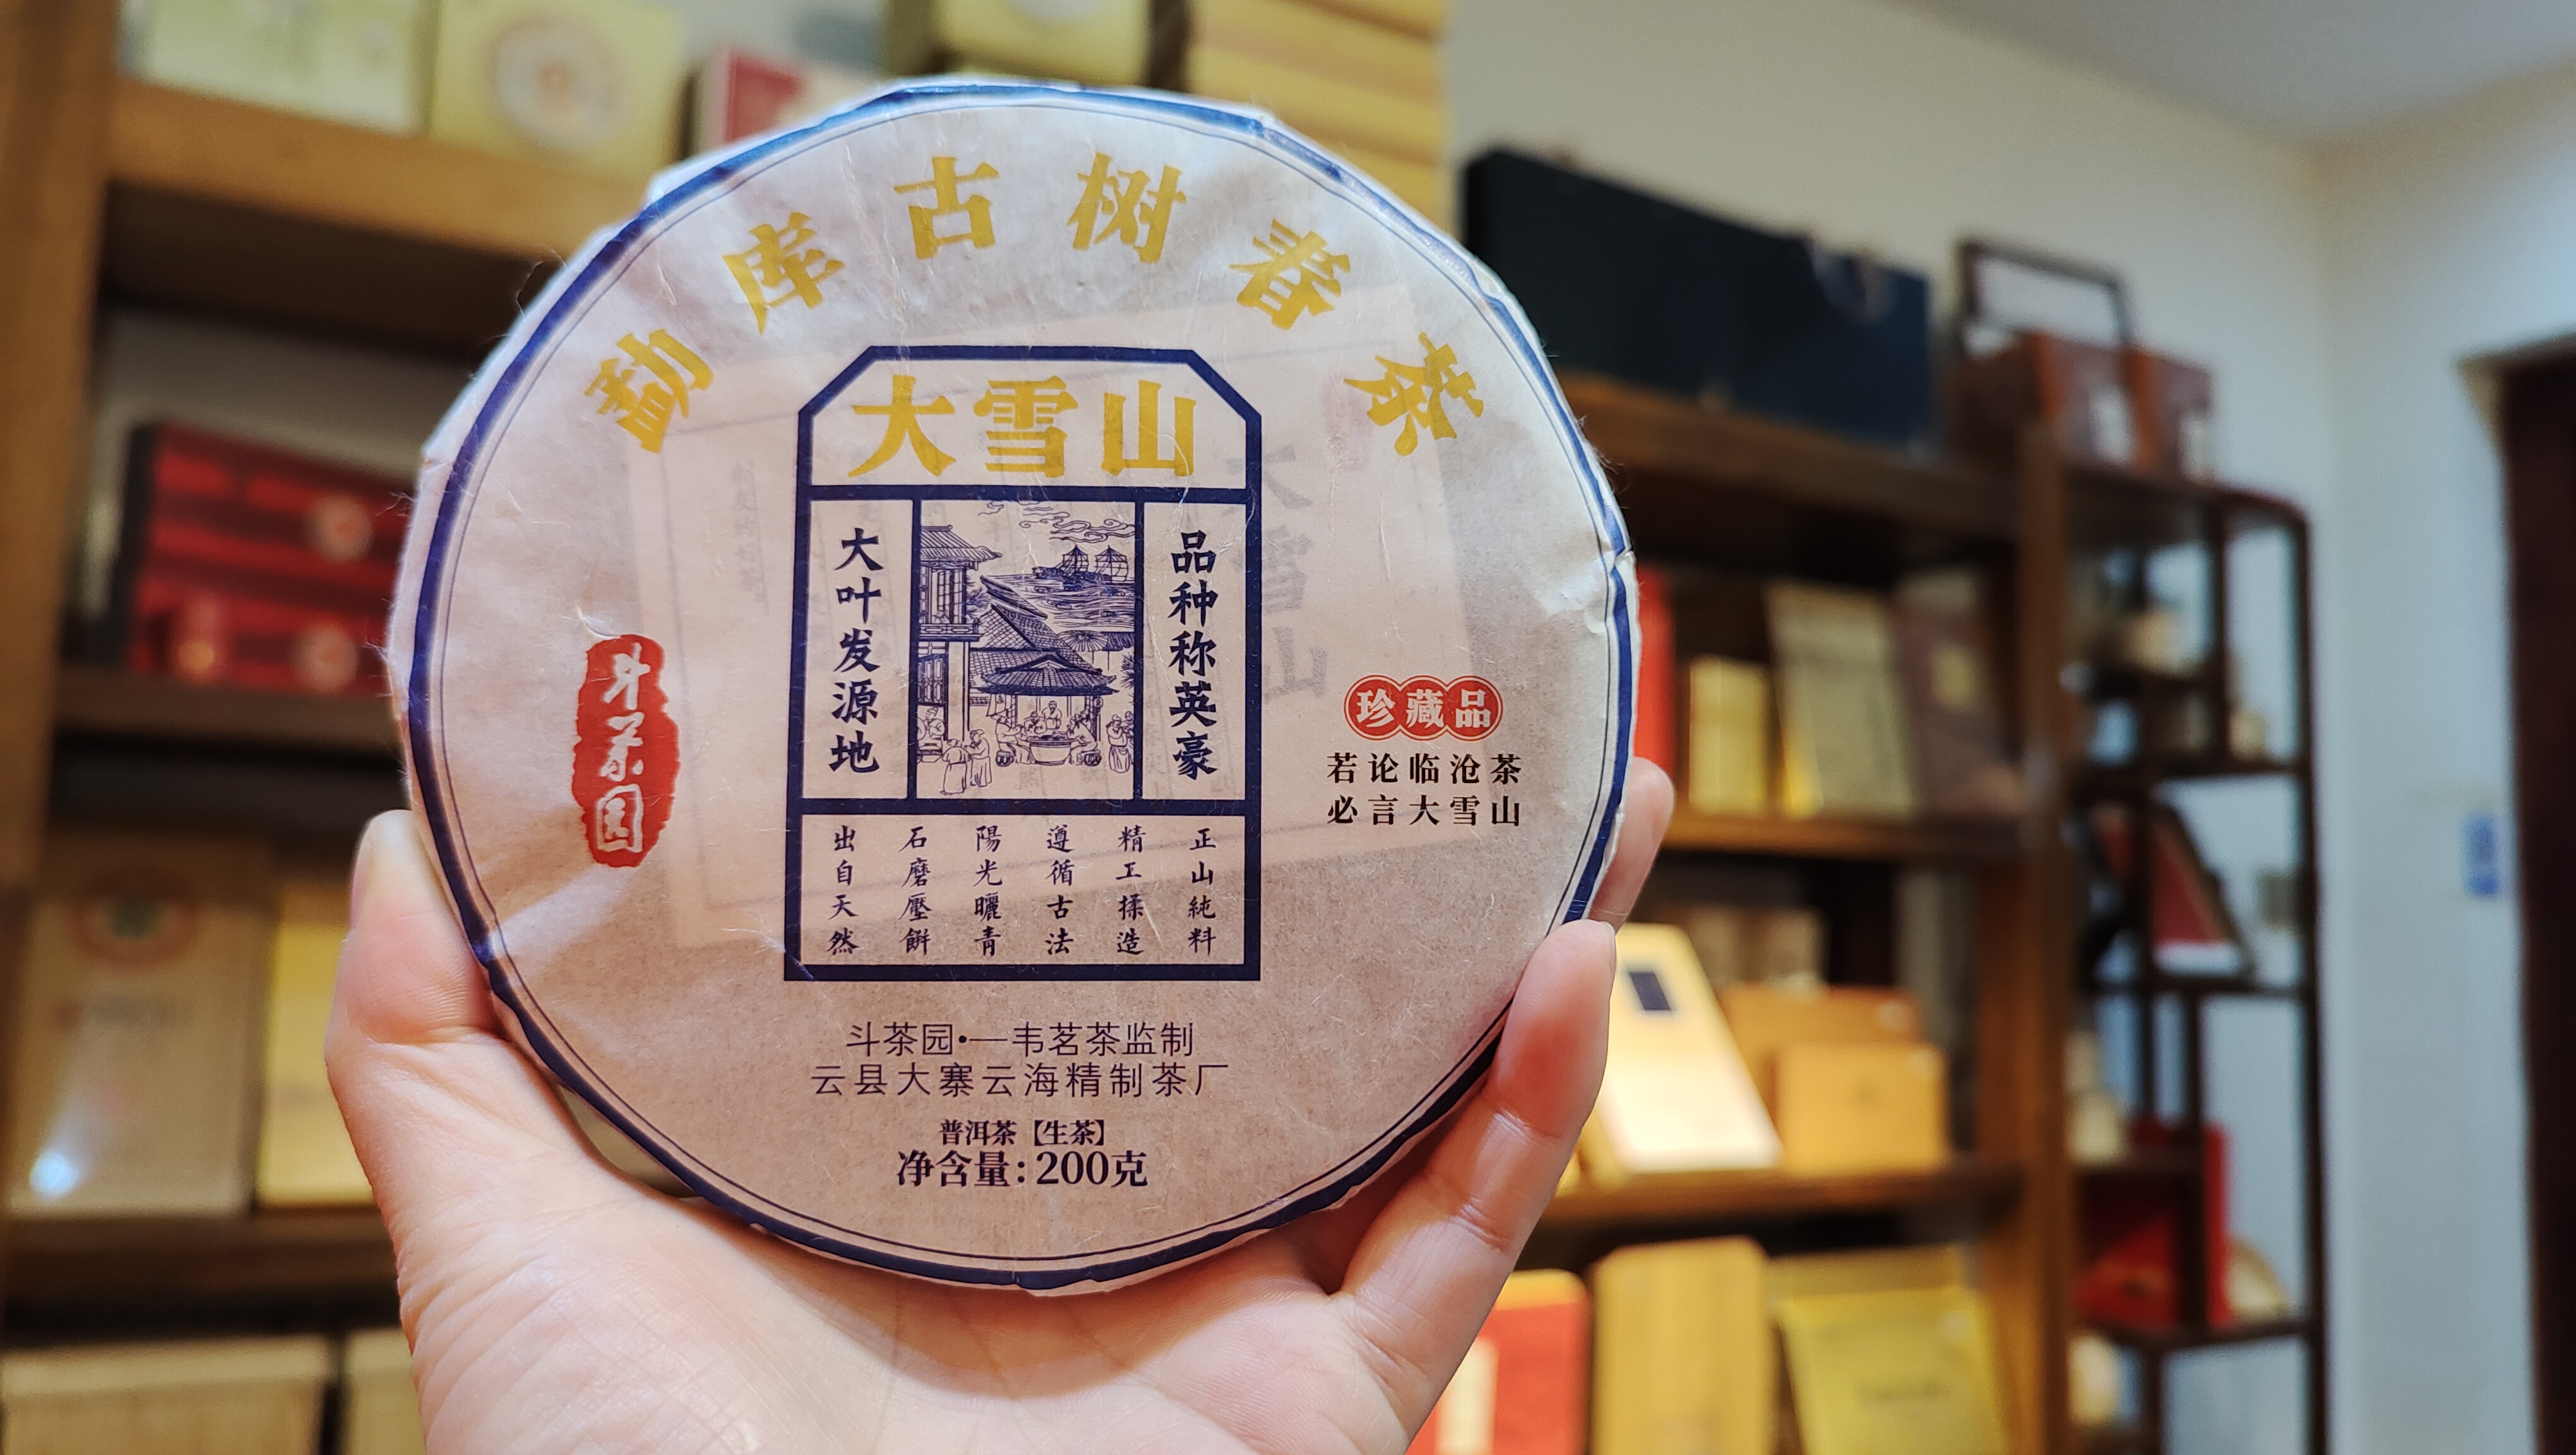 勐库古树春茶
大雪山
品种称英豪
大叶发源地
正山純料
精工揉造
遵循古法
陽光曬青
石磨壓餅
出自天然
斗茶园
珍藏品
若论临沧茶
必言大雪山
斗茶园·一韦茗茶监制
云县大寨云海精制茶厂
普洱茶【生茶】
净含量:200克
大雪山